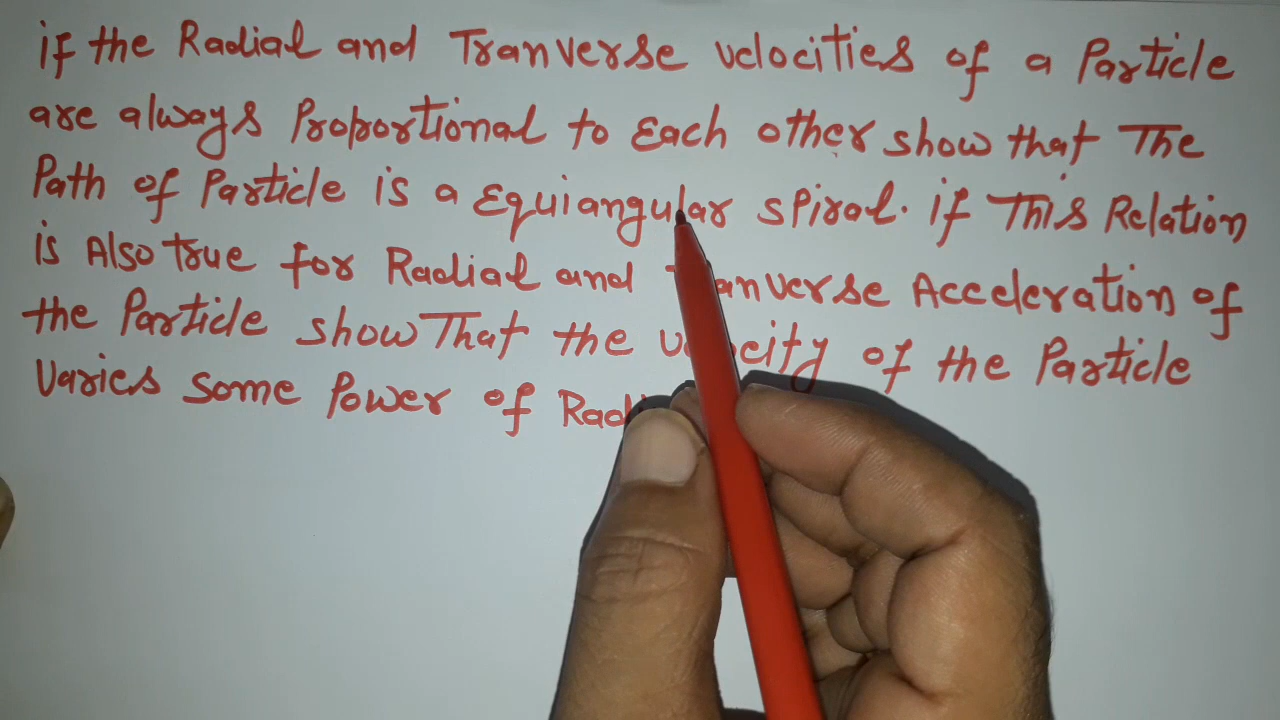 if the Radial and Tranverse velocities of a Particle
are always Proportional to Each other show that The
Path of Particle is a Equiangular spiral. if This Relation
is Also true for Radial and Tranverse Acceleration of
the Particle show That the velocity of the Particle
Varies Some Power of